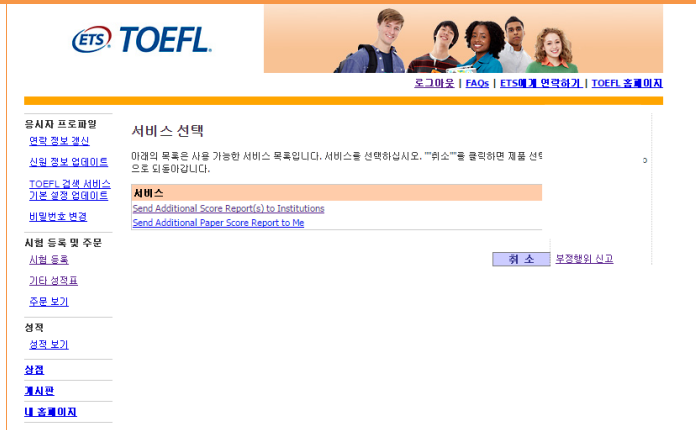 ETS TOEFL.
로그아웃 | FAQs | ETS에게 연락하기 | TOEFL 홈페이지
응시자 프로파일
연락 정보 갱신
신원 정보 업데이트
TOEFL 검색 서비스
기본 설정 업데이트
비밀번호 변경
시험 등록 및 주문
시험 등록
기타 성적표
주문 보기
성적
성적 보기
상점
게시판
내 홈페이지
서비스 선택
아래의 목록은 사용 가능한 서비스 목록입니다. 서비스를 선택하십시오. ""취소""를 클릭하면 제품 선
으로 되돌아갑니다.
서비스
Send Additional Score Report(s) to Institutions
Send Additional Paper Score Report to Me
취 소
부정행위 신고